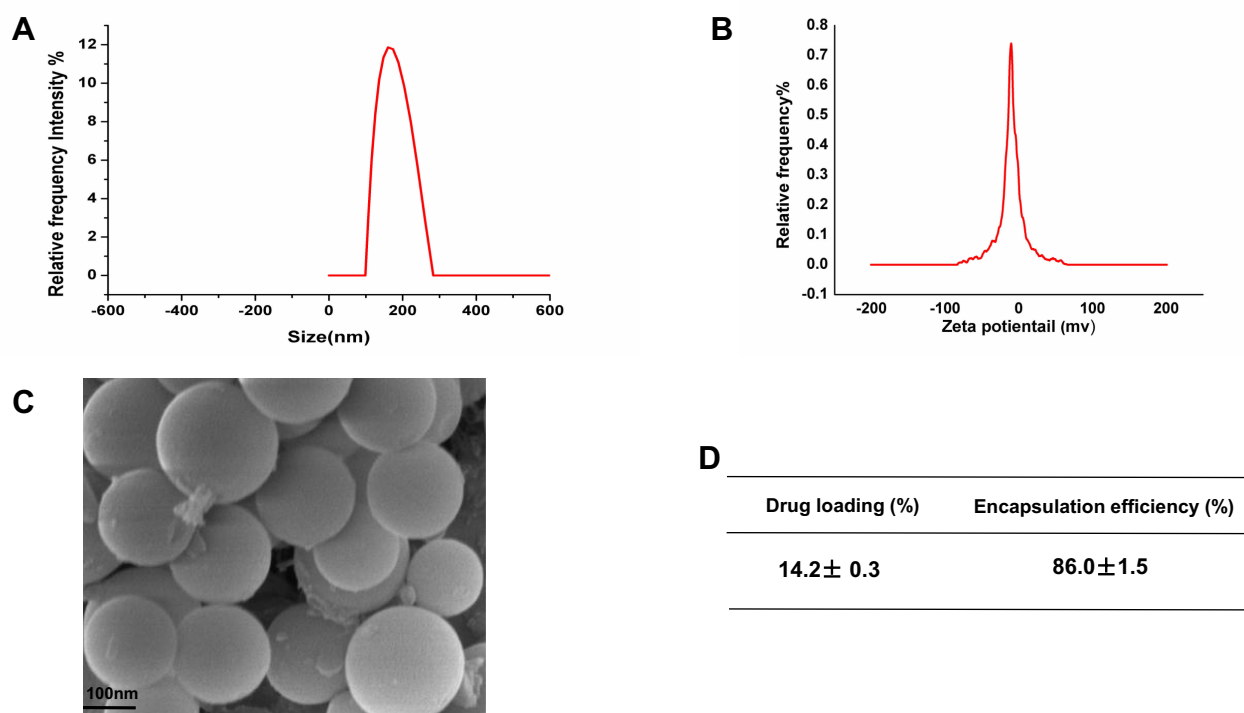 A
Relative frequency Intensity %
12
10
8
6
4
2
0
-600 -400 -200 0 200 400 600
Size(nm)
B
Relative frequency%
0.8
0.7
0.6
0.5
0.4
0.3
0.2
0.1
0.0
-0.1
-200 -100 0 100 200
Zeta potientail (mv)
C
100nm
D
Drug loading (%) Encapsulation efficiency (%)
14.2± 0.3 86.0±1.5